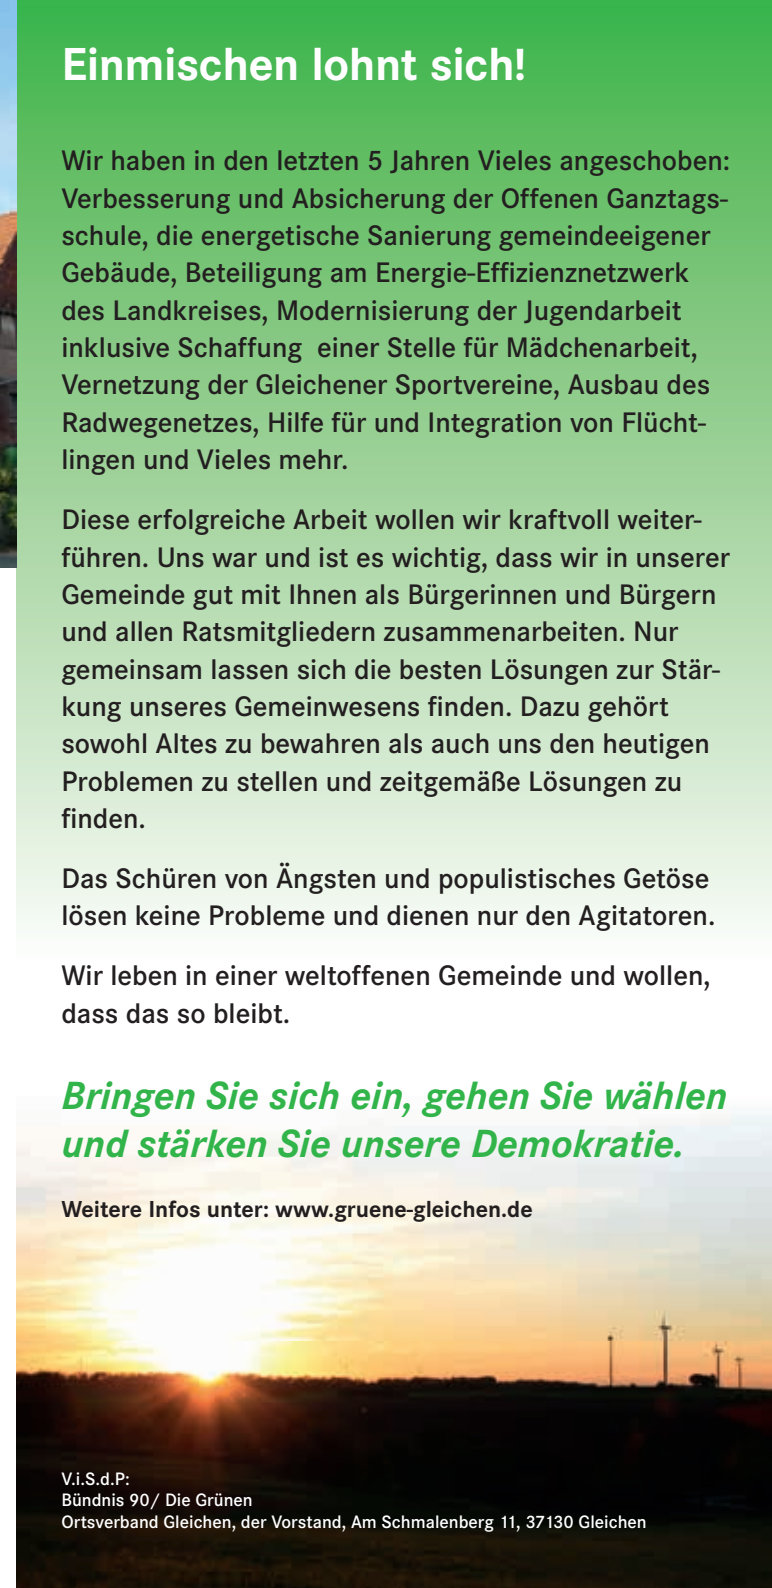 Einmischen lohnt sich!
Wir haben in den letzten 5 Jahren Vieles angeschoben:
Verbesserung und Absicherung der Offenen Ganztags-
schule, die energetische Sanierung gemeindeeigener
Gebäude, Beteiligung am Energie-Effizienznetzwerk
des Landkreises, Modernisierung der Jugendarbeit
inklusive Schaffung  einer Stelle für Mädchenarbeit,
Vernetzung der Gleichener Sportvereine, Ausbau des
Radwegenetzes, Hilfe für und Integration von Flücht-
lingen und Vieles mehr.
Diese erfolgreiche Arbeit wollen wir kraftvoll weiter-
führen. Uns war und ist es wichtig, dass wir in unserer
Gemeinde gut mit Ihnen als Bürgerinnen und Bürgern
und allen Ratsmitgliedern zusammenarbeiten. Nur
gemeinsam lassen sich die besten Lösungen zur Stär-
kung unseres Gemeinwesens finden. Dazu gehört
sowohl Altes zu bewahren als auch uns den heutigen
Problemen zu stellen und zeitgemäße Lösungen zu
finden.
Das Schüren von Ängsten und populistisches Getöse
lösen keine Probleme und dienen nur den Agitatoren.
Wir leben in einer weltoffenen Gemeinde und wollen,
dass das so bleibt.
Bringen Sie sich ein, gehen Sie wählen
und stärken Sie unsere Demokratie.
Weitere Infos unter: www.gruene-gleichen.de
V.i.S.d.P:
Bündnis 90/ Die Grünen
Ortsverband Gleichen, der Vorstand, Am Schmalenberg 11, 37130 Gleichen